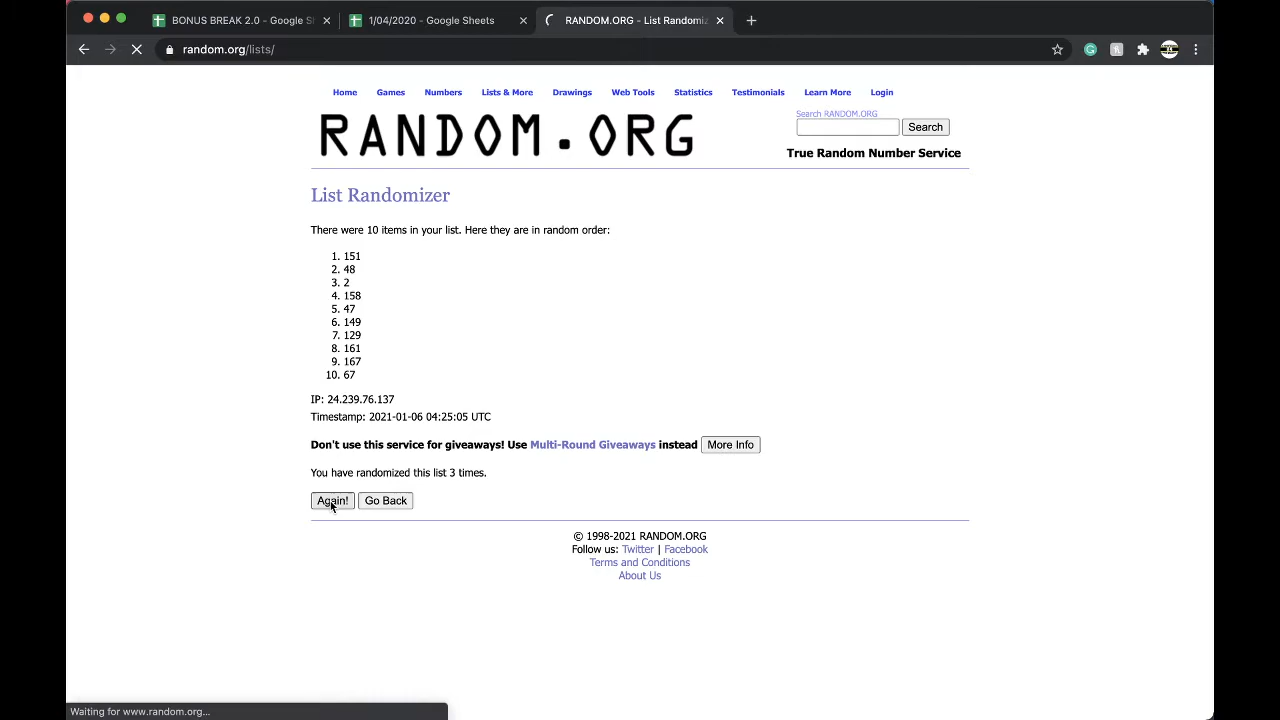 BONUS BREAK 2.0 - Google S
1/04/2020 - Google Sheets
RANDOM.ORG - List Randomiz
random.org/lists/
Home Games Numbers Lists & More Drawings Web Tools Statistics Testimonials Learn More Login
Search RANDOM.ORG
RANDOM.ORG
Search
True Random Number Service
List Randomizer
There were 10 items in your list. Here they are in random order:
1. 151
2. 48
3. 2
4. 158
5. 47
6. 149
7. 129
8. 161
9. 167
10. 67
IP: 24.239.76.137
Timestamp: 2021-01-06 04:25:05 UTC
Don't use this service for giveaways! Use Multi-Round Giveaways instead More Info
You have randomized this list 3 times.
Again! Go Back
© 1998-2021 RANDOM.ORG
Follow us: Twitter | Facebook
Terms and Conditions
About Us
Waiting for www.random.org...